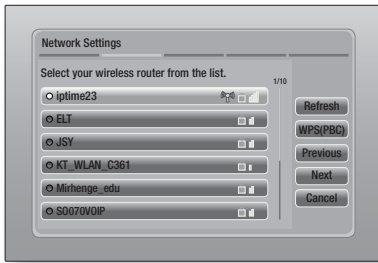 Network Settings
Select your wireless router from the list.
1/10
iptime23
ELT
JSY
KT_WLAN_C361
Mirhenge_edu
SO070VOIP
Refresh
WPS(PBC)
Previous
Next
Cancel